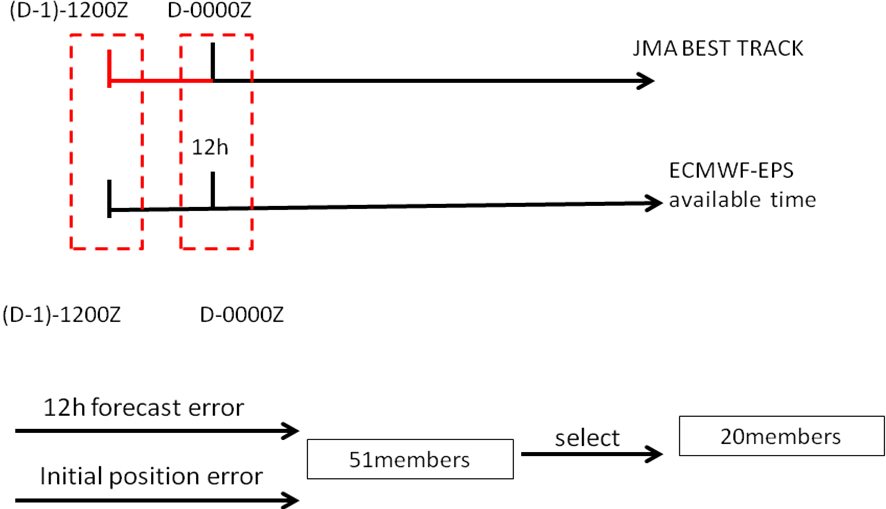 (D-1)-1200Z D-0000Z
JMA BEST TRACK
12h
ECMWF-EPS
available time
(D-1)-1200Z D-0000Z
12h forecast error
51members
select
20members
Initial position error